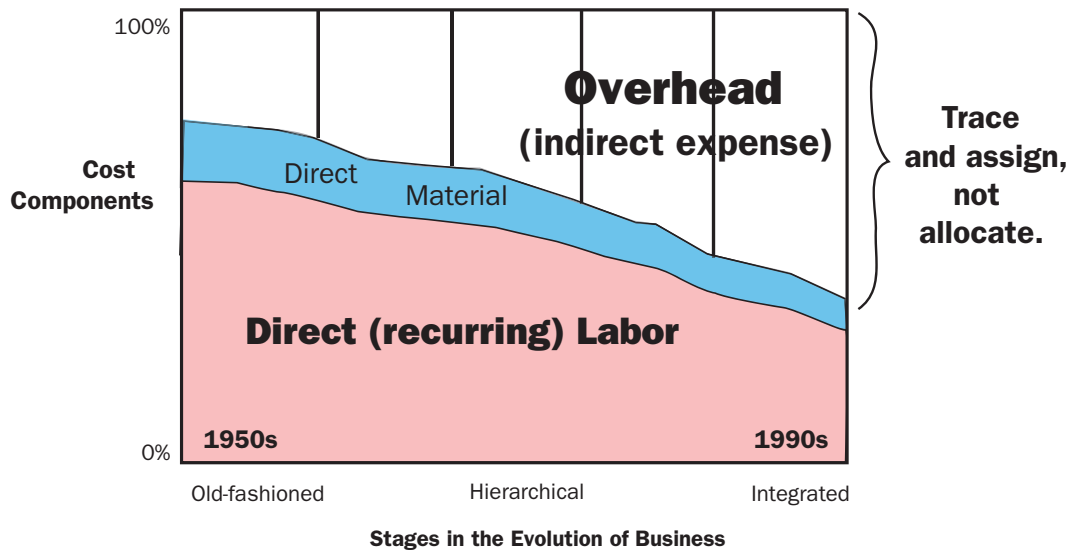 100%
Overhead
(indirect expense)
Trace
and assign,
not
allocate.
Cost
Components
Direct
Material
Direct (recurring) Labor
1950s
1990s
0%
Old-fashioned
Hierarchical
Integrated
Stages in the Evolution of Business